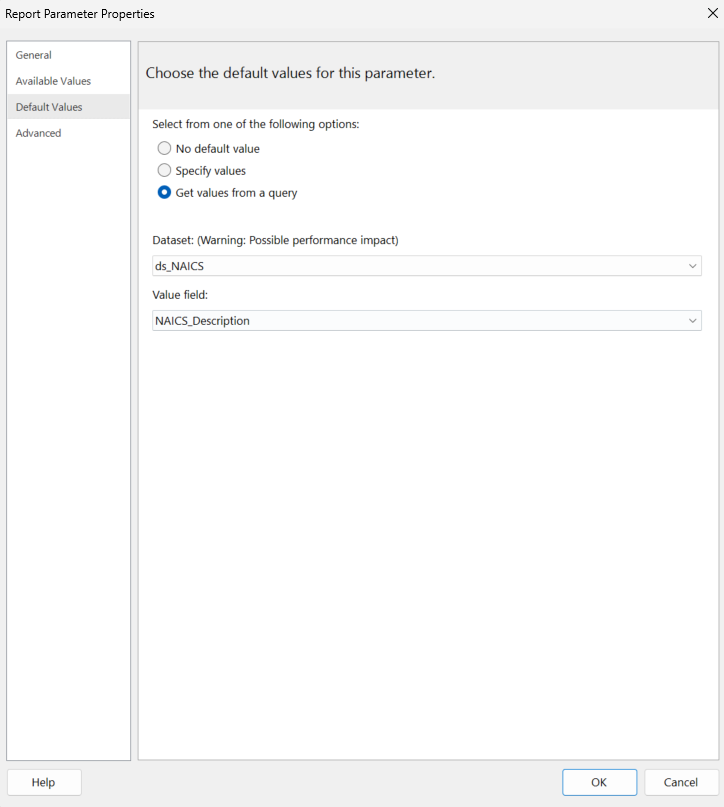 Report Parameter Properties
General
Available Values
Default Values
Advanced
Choose the default values for this parameter.
Select from one of the following options:
No default value
Specify values
Get values from a query
Dataset: (Warning: Possible performance impact)
ds_NAICS
Value field:
NAICS_Description
Help
OK
Cancel